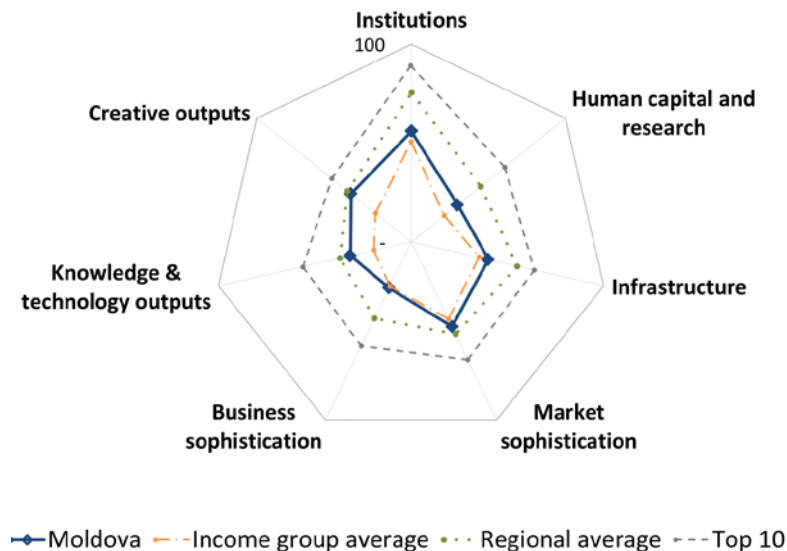 Institutions
100
Human capital and
research
Creative outputs
-
Knowledge &
technology outputs
Infrastructure
Business
sophistication
Market
sophistication
Moldova Income group average Regional average Top 10